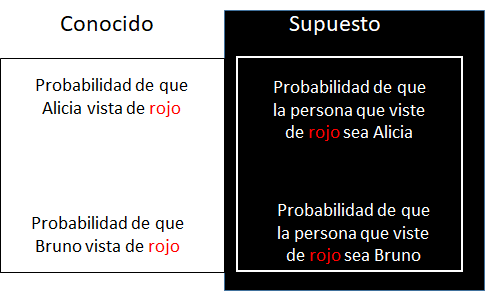 Conocido
Probabilidad de que
Alicia vista de rojo
Probabilidad de que
Bruno vista de rojo
Supuesto
Probabilidad de que
la persona que viste
de rojo sea Alicia
Probabilidad de que
la persona que viste
de rojo sea Bruno